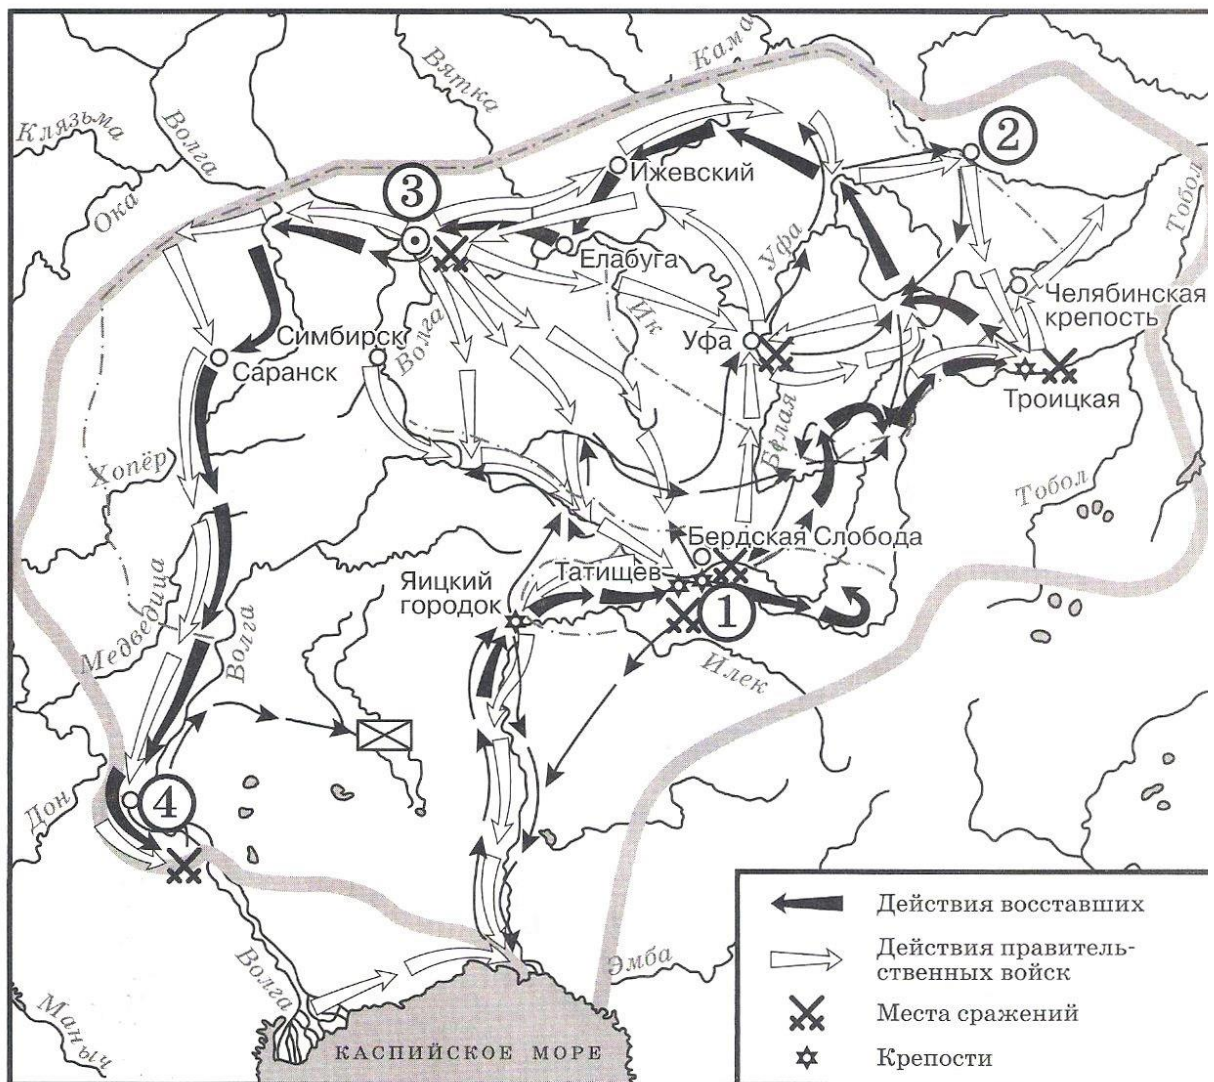 Клязьма
Волга
Вятка
Кама
Ока
2
3
Ижевский
Тобол
Елабуга
Уфа
Ик
Челябинская
крепость
Симбирск
Волга
Уфа
Саранск
Троицкая
Белая
Хопёр
Тобол
Бердская Слобода
Татищев
Яицкий
городок
1
Медведица
Волга
Илек
Дон
4
Действия восставших
Действия правитель-
ственных войск
Места сражений
Крепости
Эмба
Волга
Маныч
КАСПИЙСКОЕ МОРЕ